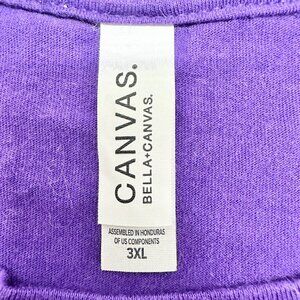 CANVAS.
BELLA+CANVAS.
ASSEMBLED IN HONDURAS
OF US COMPONENTS
3XL